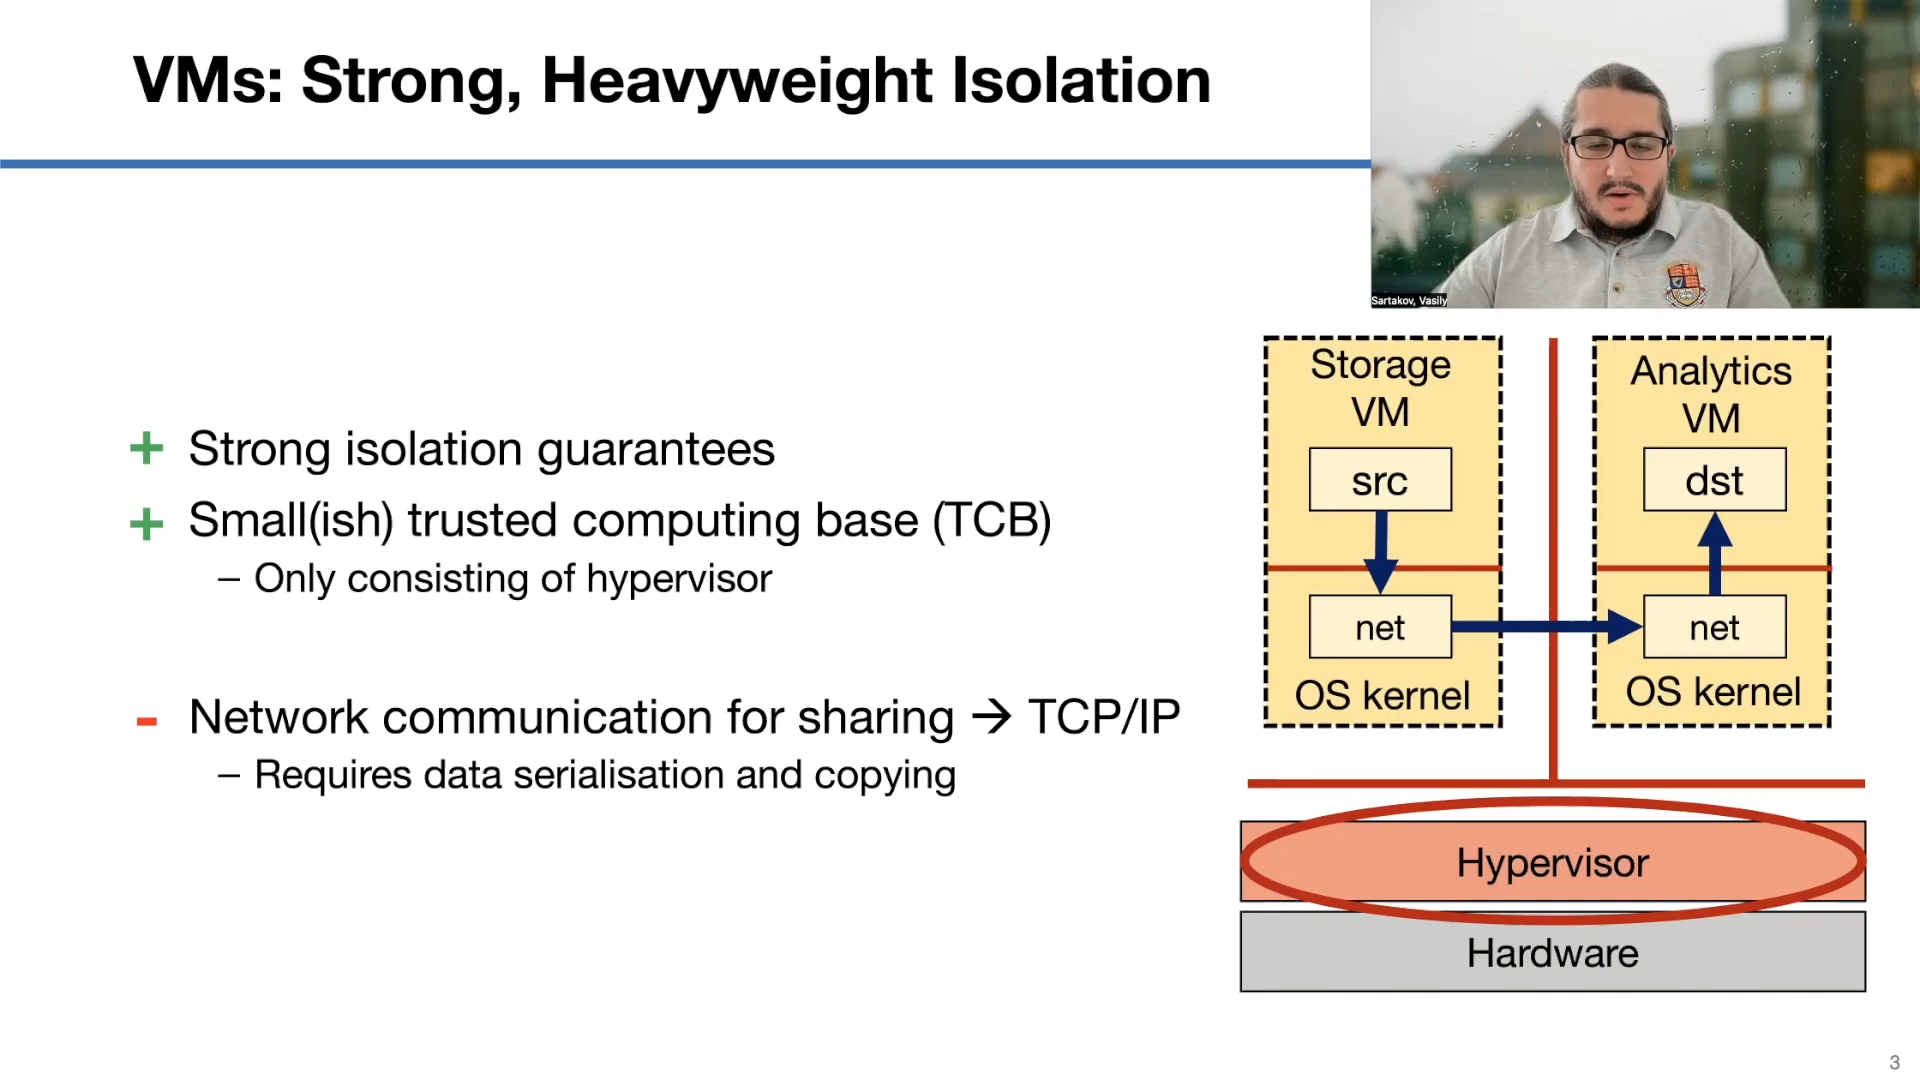 VMs: Strong, Heavyweight Isolation
Sartakov, Vasily
+ Strong isolation guarantees
+ Small(ish) trusted computing base (TCB)
– Only consisting of hypervisor
- Network communication for sharing → TCP/IP
– Requires data serialisation and copying
Storage
VM
src
net
OS kernel
Analytics
VM
dst
net
OS kernel
Hypervisor
Hardware
3